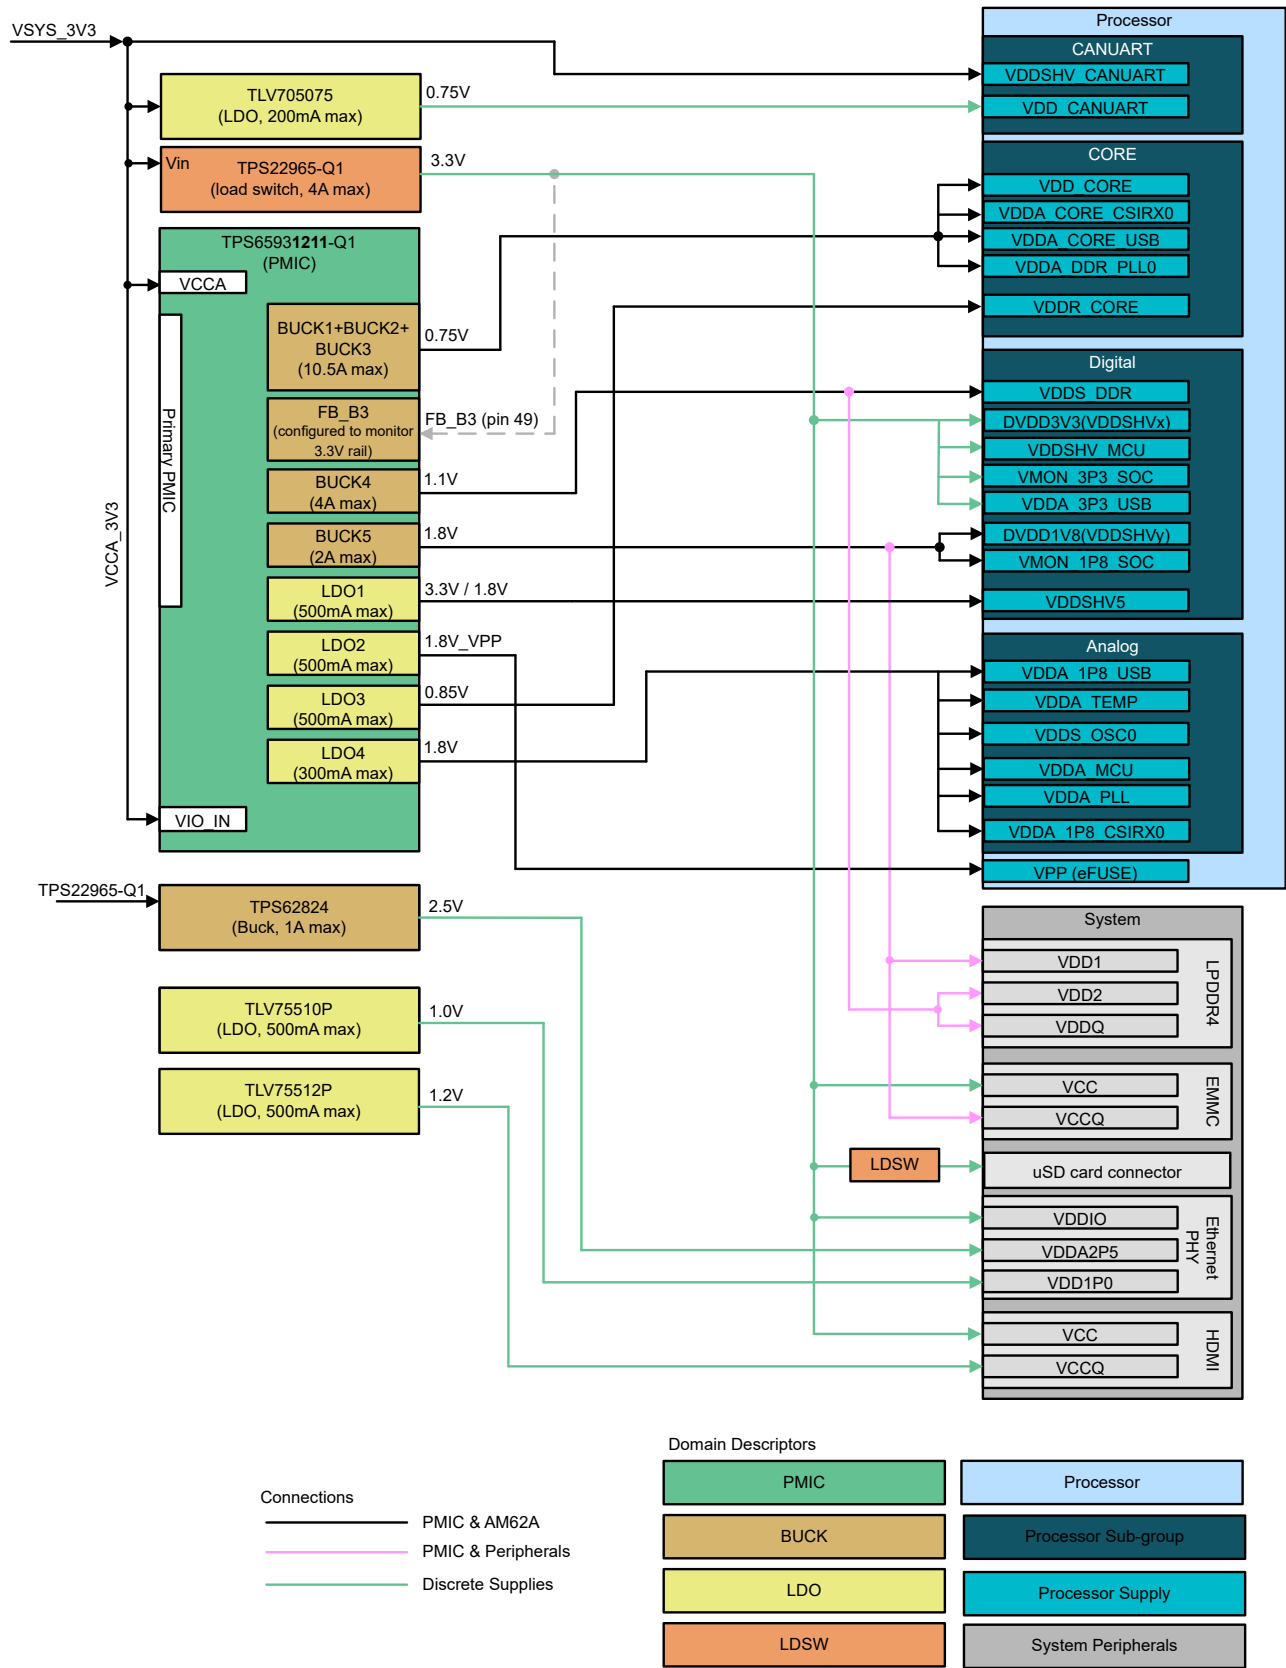 VSYS_3V3
TLV705075
(LDO, 200mA max)
0.75V
Vin
TPS22965-Q1
(load switch, 4A max)
3.3V
TPS65931211-Q1
(PMIC)
VCCA
BUCK1+BUCK2+
BUCK3
(10.5A max)
0.75V
FB_B3
(configured to monitor
3.3V rail)
FB_B3 (pin 49)
Primary PMIC
VCCA_3V3
BUCK4
(4A max)
1.1V
BUCK5
(2A max)
1.8V
LDO1
(500mA max)
3.3V / 1.8V
LDO2
(500mA max)
1.8V_VPP
LDO3
(500mA max)
0.85V
LDO4
(300mA max)
1.8V
VIO_IN
TPS22965-Q1
TPS62824
(Buck, 1A max)
2.5V
TLV75510P
(LDO, 500mA max)
1.0V
TLV75512P
(LDO, 500mA max)
1.2V
Processor
CANUART
VDDSHV_CANUART
VDD_CANUART
CORE
VDD_CORE
VDDA_CORE_CSIRX0
VDDA_CORE_USB
VDDA_DDR_PLL0
VDDR_CORE
Digital
VDDS_DDR
DVDD3V3(VDDSHVx)
VDDSHV_MCU
VMON_3P3_SOC
VDDA_3P3_USB
DVDD1V8(VDDSHVy)
VMON_1P8_SOC
VDDSHV5
Analog
VDDA_1P8_USB
VDDA_TEMP
VDDS_OSC0
VDDA_MCU
VDDA_PLL
VDDA_1P8_CSIRX0
VPP (eFUSE)
System
VDD1
VDD2
VDDQ
LPDDR4
VCC
VCCQ
EMMC
LDSW
uSD card connector
VDDIO
VDDA2P5
VDD1P0
Ethernet
PHY
VCC
VCCQ
HDMI
Connections
PMIC & AM62A
PMIC & Peripherals
Discrete Supplies
Domain Descriptors
PMIC
BUCK
LDO
LDSW
Processor
Processor Sub-group
Processor Supply
System Peripherals